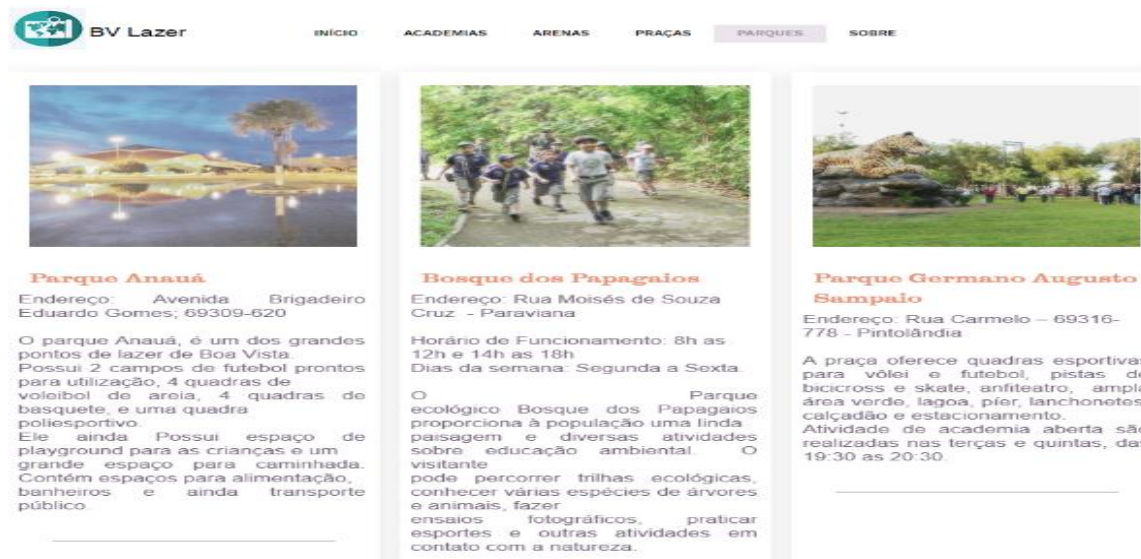 BV Lazer
INÍCIO ACADEMIAS ARENAS PRAÇAS PARQUES SOBRE
Parque Anauá
Endereço: Avenida Brigadeiro
Eduardo Gomes; 69309-620
O parque Anauá, é um dos grandes
pontos de lazer de Boa Vista.
Possui 2 campos de futebol prontos
para utilização, 4 quadras de
voleibol de areia, 4 quadras de
basquete, e uma quadra
poliesportivo.
Ele ainda Possui espaço de
playground para as crianças e um
grande espaço para caminhada.
Contém espaços para alimentação,
banheiros e ainda transporte
público.
Bosque dos Papagaios
Endereço: Rua Moisés de Souza
Cruz - Paraviana
Horário de Funcionamento: 8h as
12h e 14h as 18h
Dias da semana: Segunda a Sexta.
O Parque
ecológico Bosque dos Papagaios
proporciona à população uma linda
paisagem e diversas atividades
sobre educação ambiental. O
visitante
pode percorrer trilhas ecológicas,
conhecer várias espécies de árvores
e animais, fazer
ensaios fotográficos, praticar
esportes e outras atividades em
contato com a natureza.
Parque Germano Augusto
Sampaio
Endereço: Rua Carmelo – 69316-
778 - Pintolândia
A praça oferece quadras esportivas
para vôlei e futebol, pistas de
bicicross e skate, anfiteatro, ampla
área verde, lagoa, píer, lanchonetes,
calçadão e estacionamento.
Atividade de academia aberta são
realizadas nas terças e quintas, das
19:30 as 20:30.